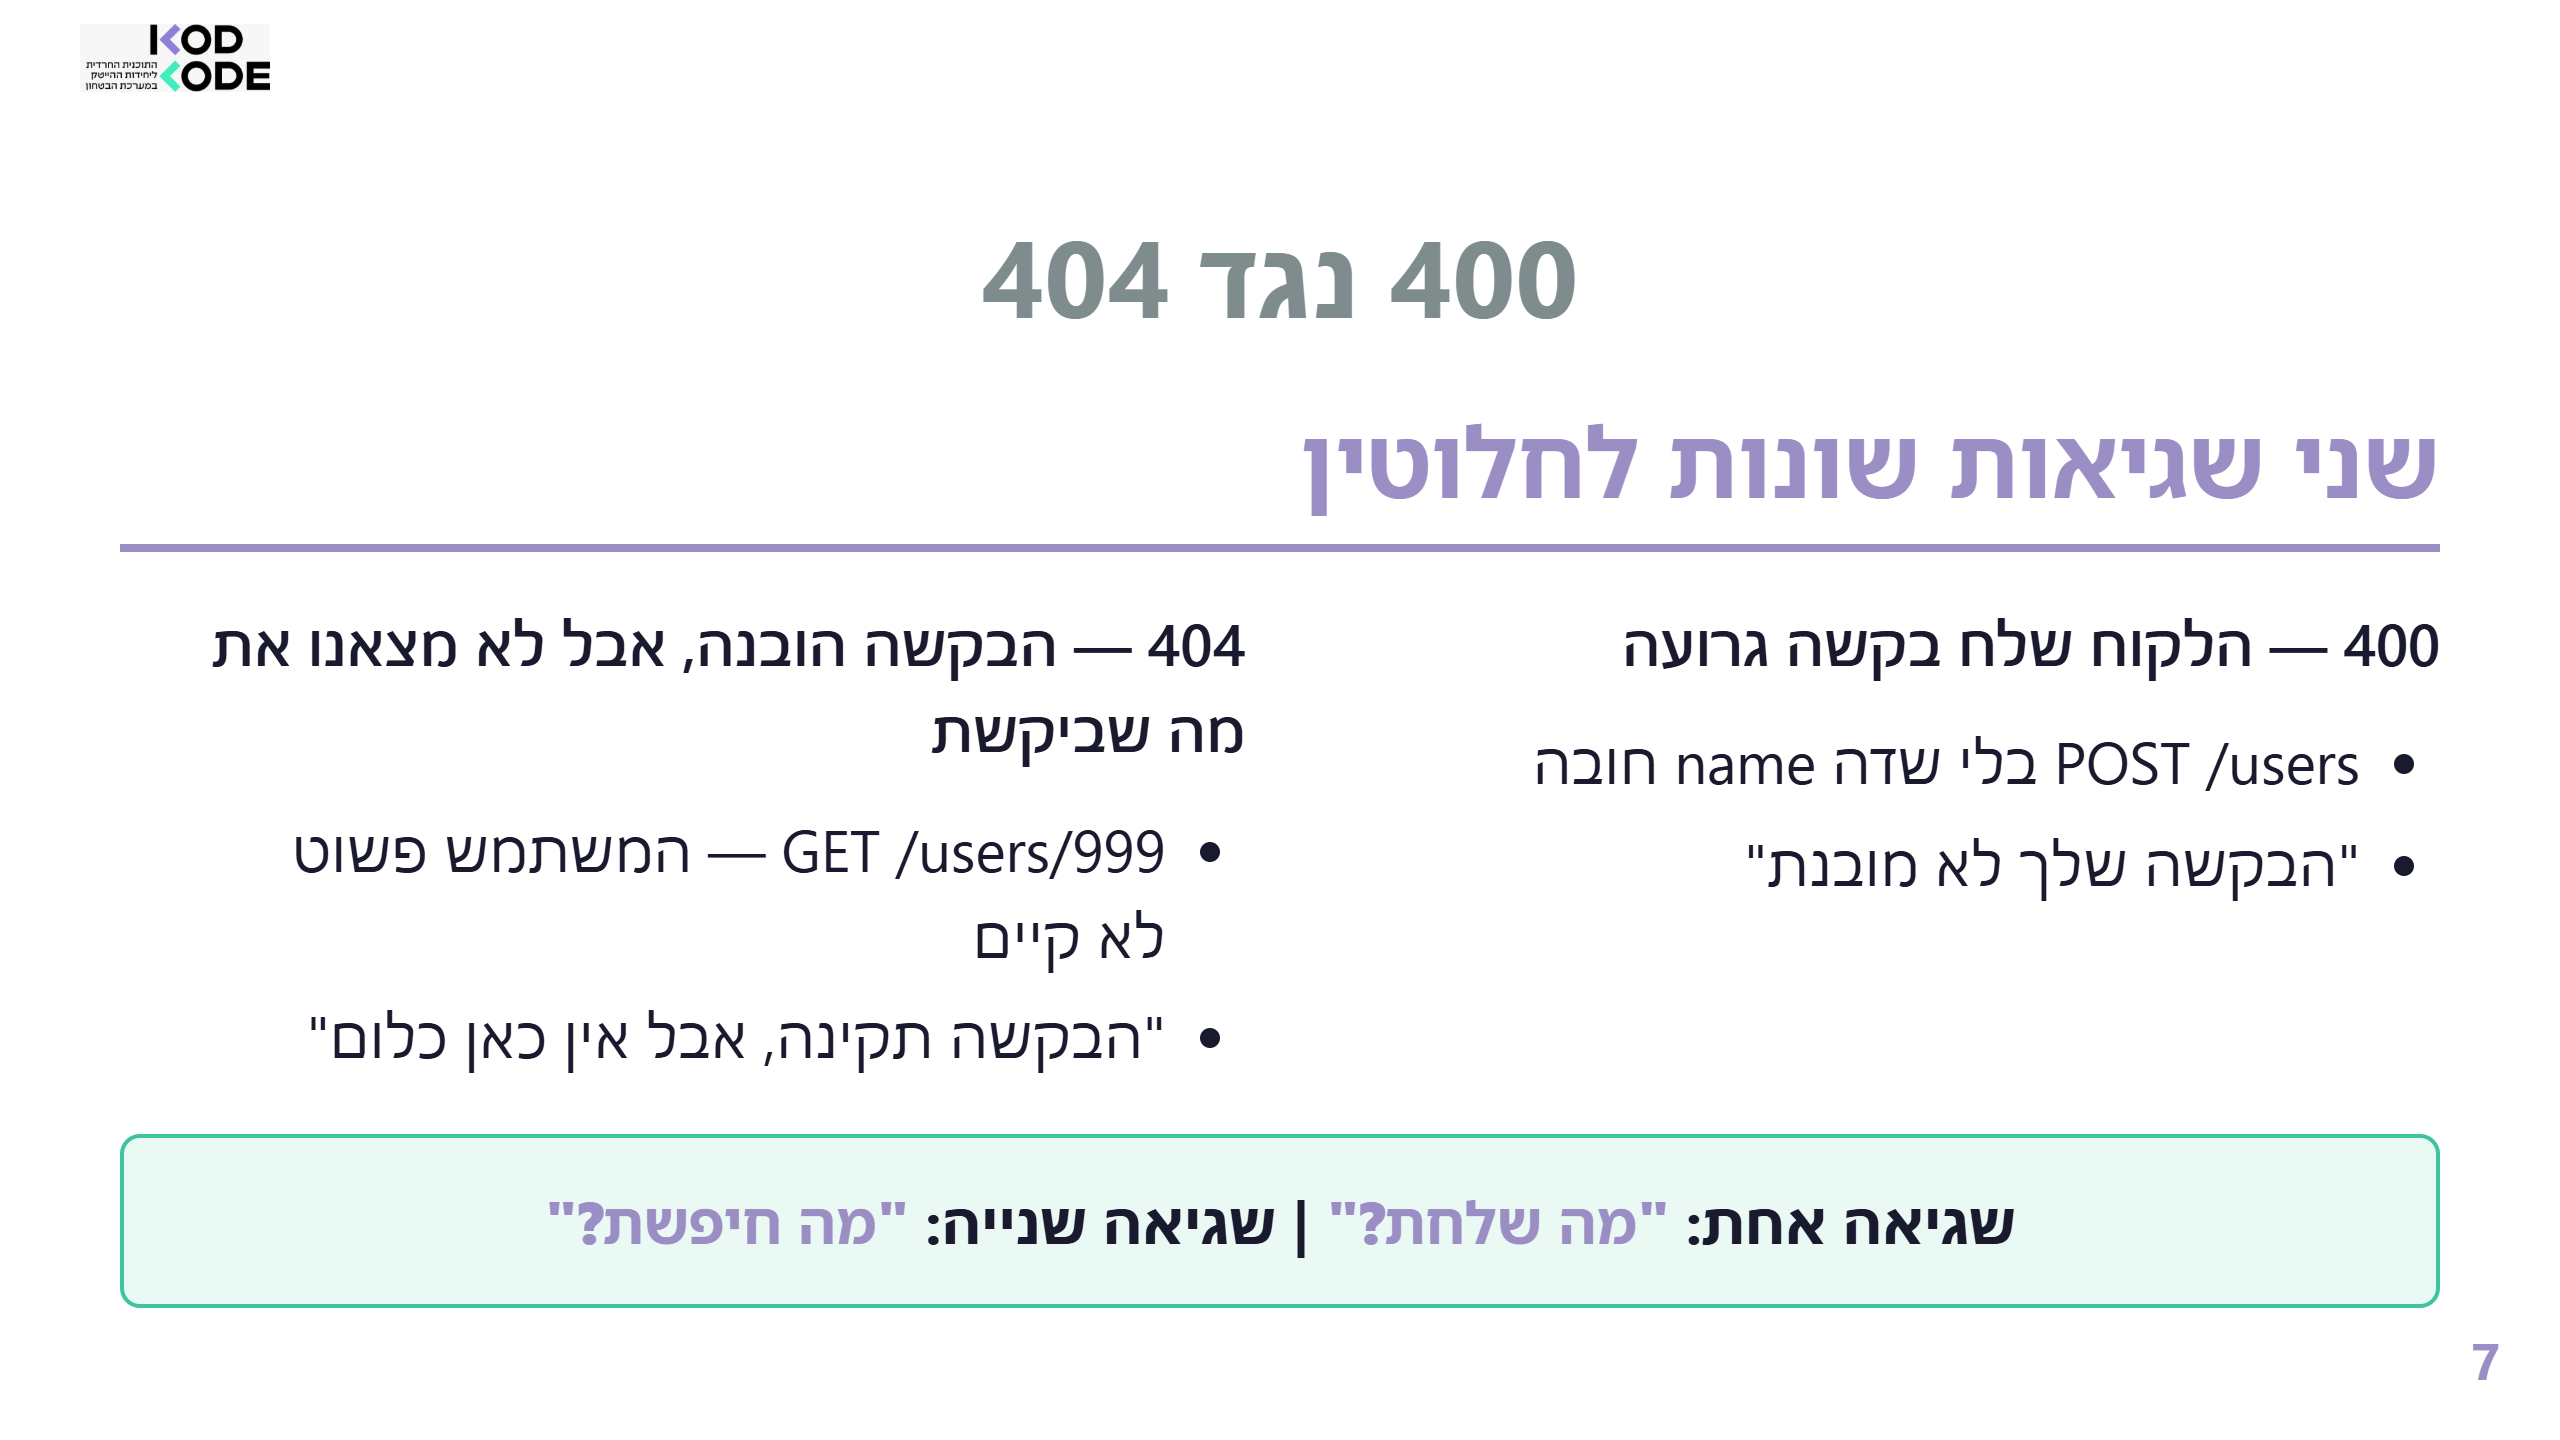 KOD
KODE
התוכנית החרדית
ליחידות ההייטק
במערכת הבטחון
400 נגד 404
שני שגיאות שונות לחלוטין
400 — הלקוח שלח בקשה גרועה
• POST /users בלי שדה name חובה
• "הבקשה שלך לא מובנת"
404 — הבקשה הובנה, אבל לא מצאנו את
מה שביקשת
• GET /users/999 — המשתמש פשוט
לא קיים
• "הבקשה תקינה, אבל אין כאן כלום"
שגיאה אחת: "מה שלחת?" | שגיאה שנייה: "מה חיפשת?"
7